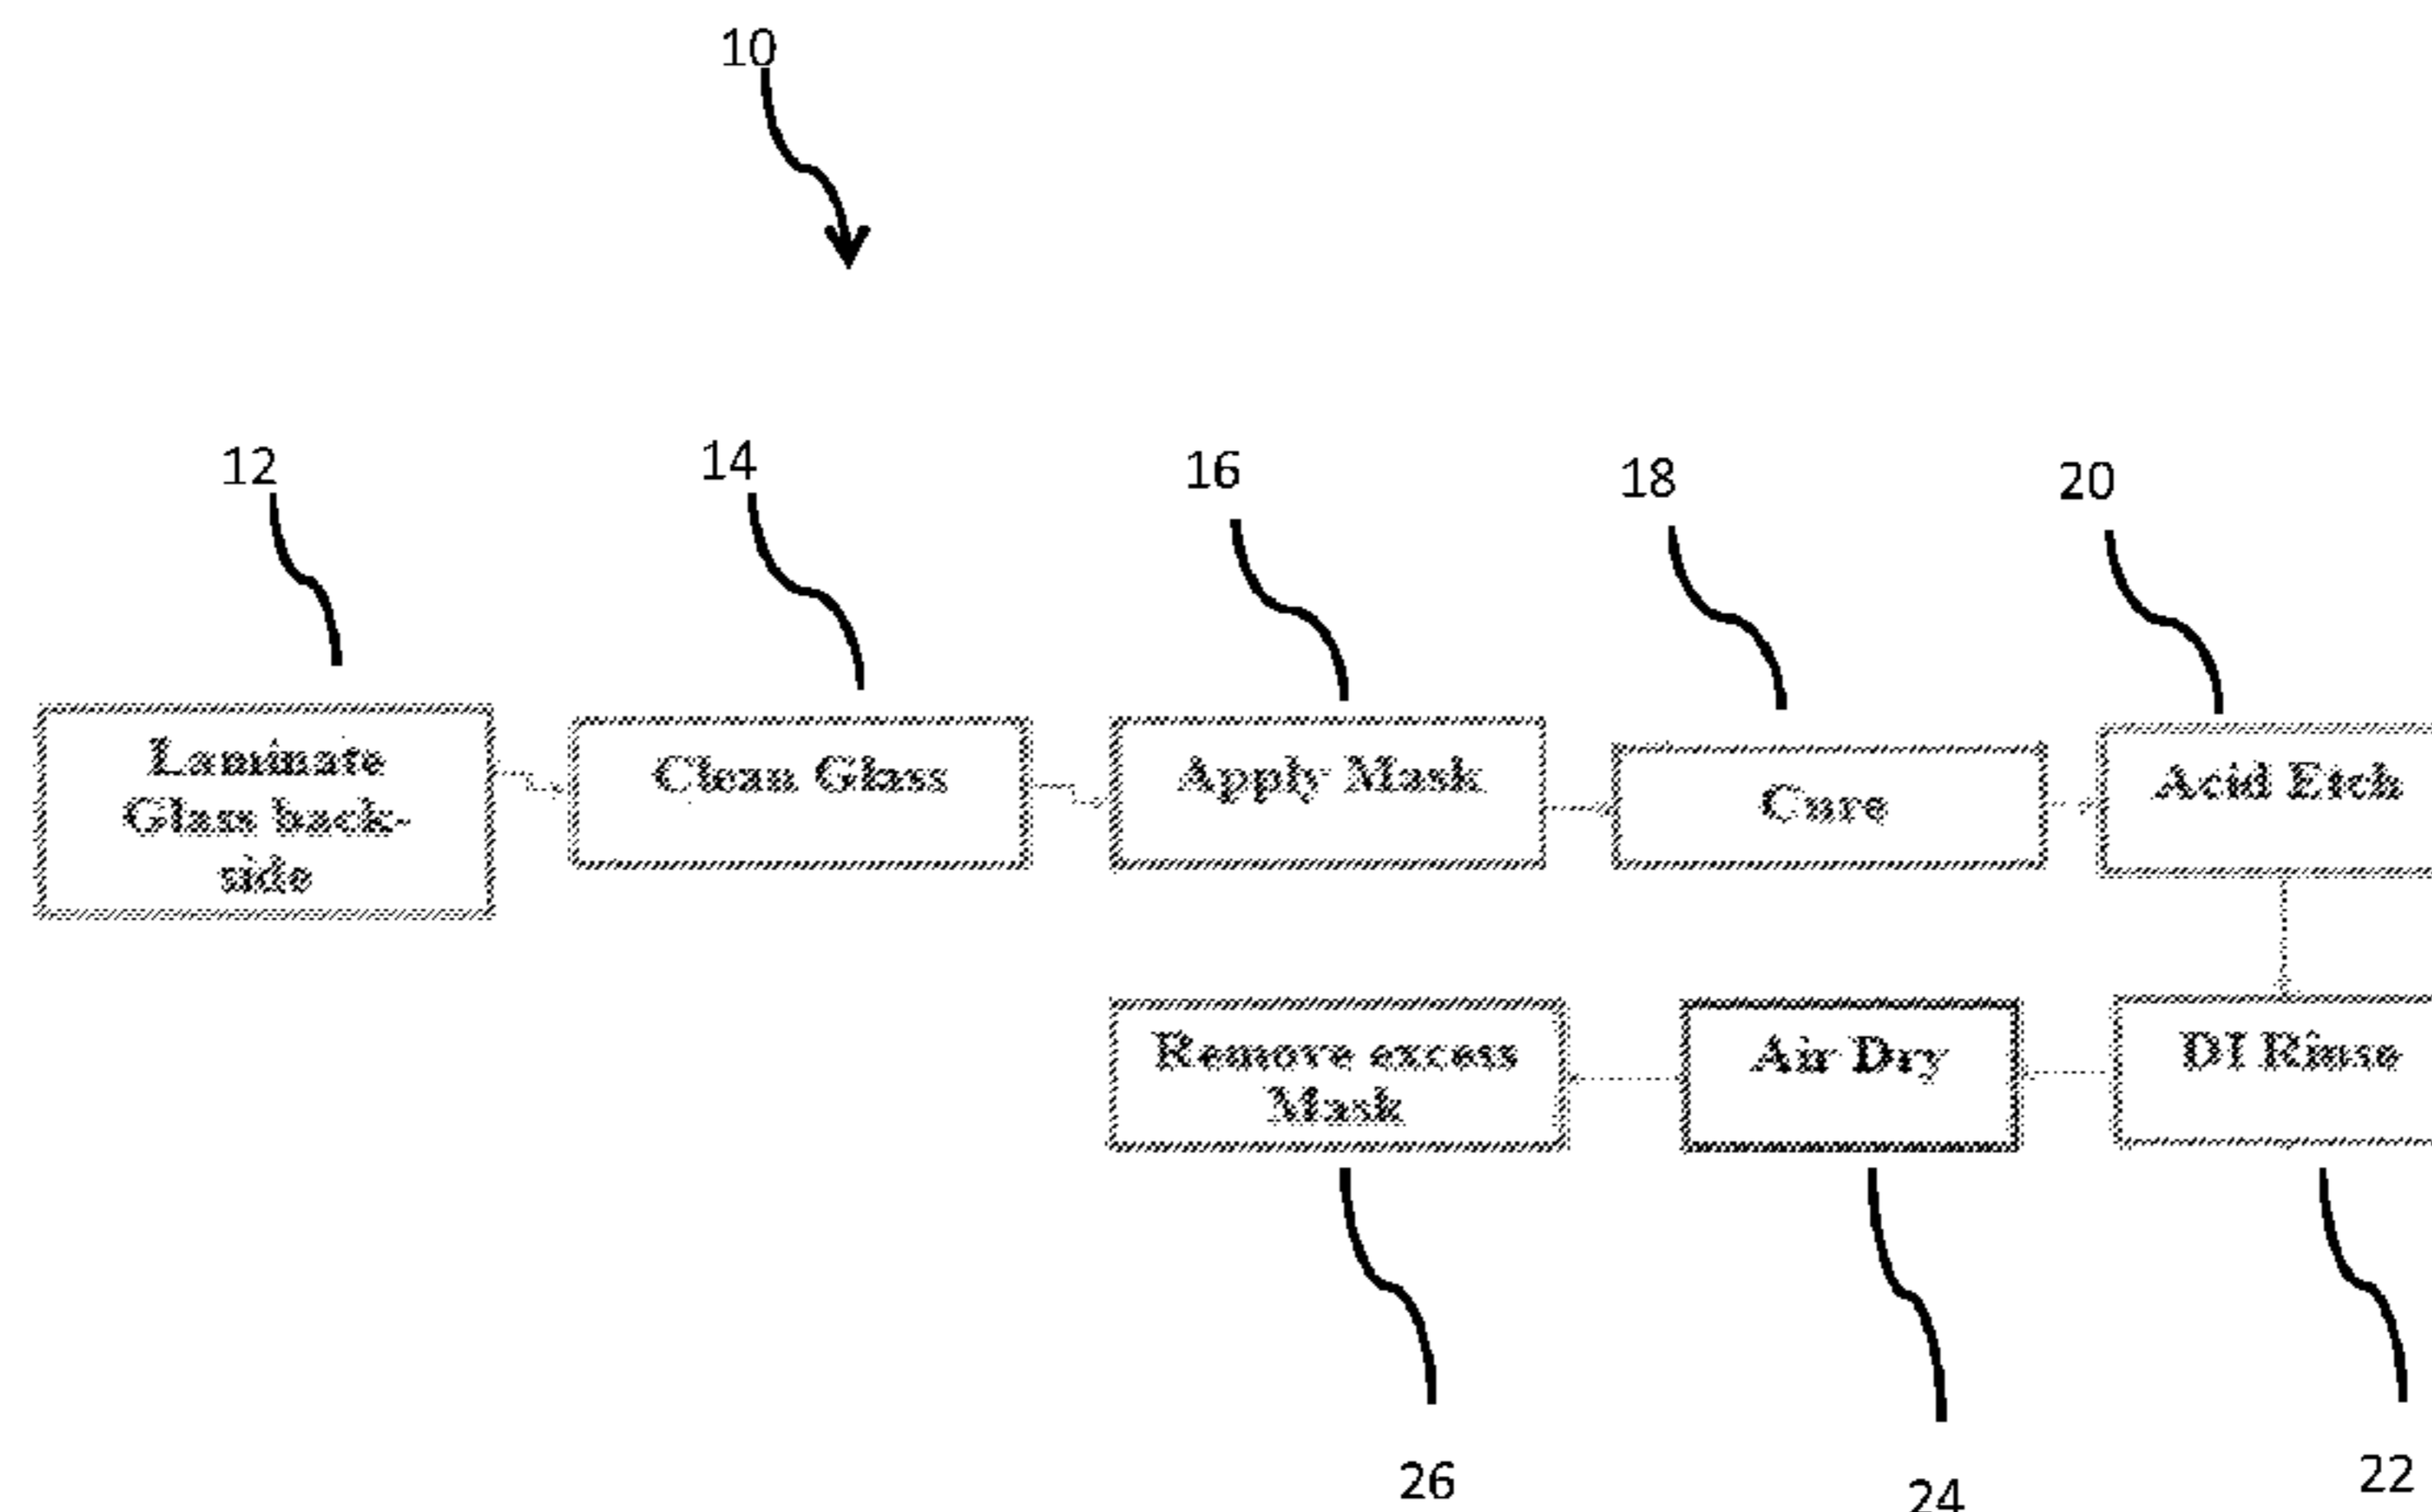 10
12
14
16
18
20
Laminate
Glass back-
side
Clean Glass
Apply Mask
Cure
Acid Etch
Remove excess
Mask
Air Dry
DI Rinse
26
24
22